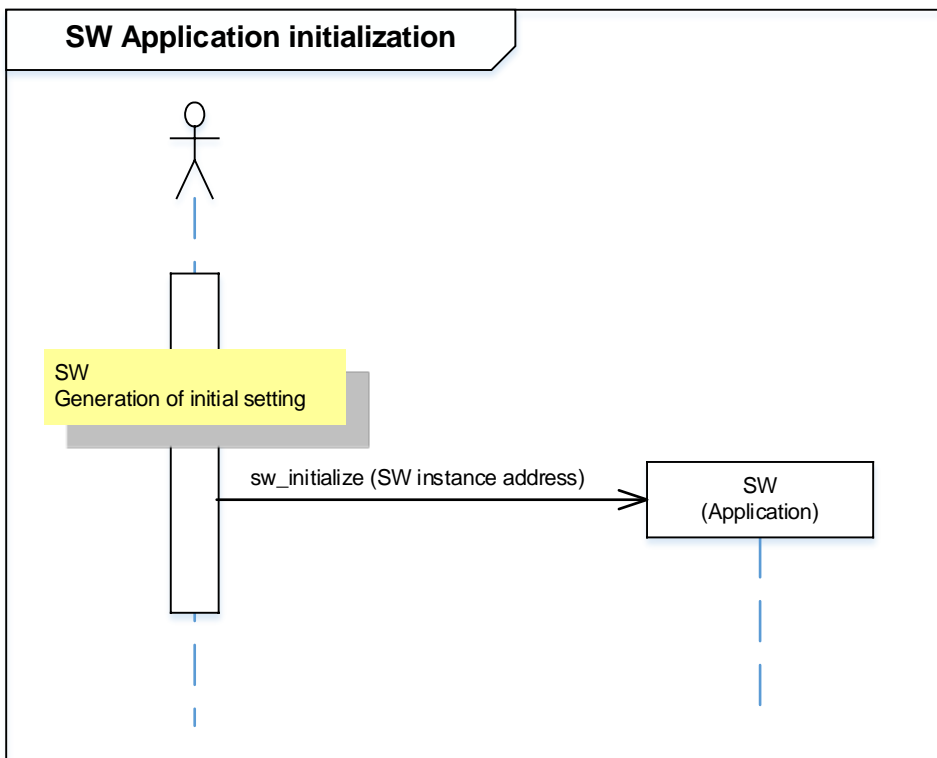 SW Application initialization
SW
Generation of initial setting
sw_initialize (SW instance address)
SW
(Application)